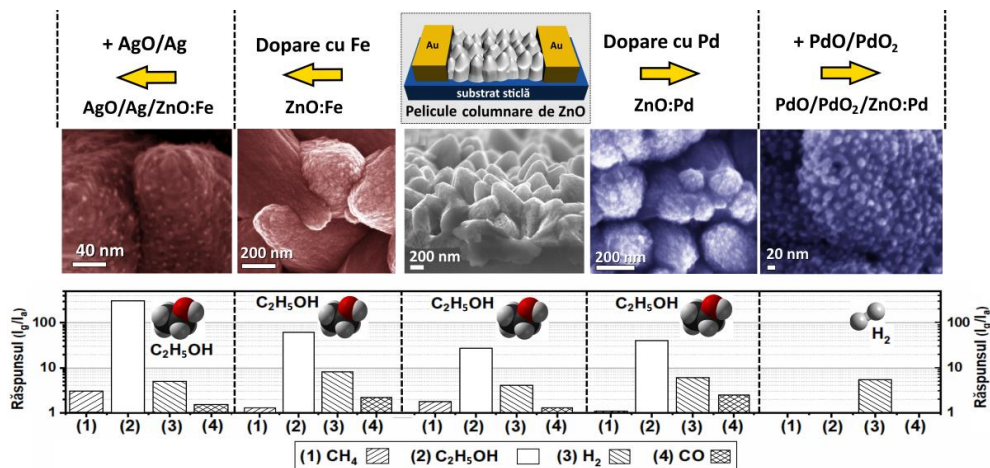 + AgO/Ag
AgO/Ag/ZnO:Fe
Dopare cu Fe
ZnO:Fe
Au
Au
substrat sticlă
Pelicule columnare de ZnO
Dopare cu Pd
ZnO:Pd
+ PdO/PdO₂
PdO/PdO₂/ZnO:Pd
40 nm
200 nm
200 nm
200 nm
20 nm
Răspunsul (I_g/I_a)
100
10
1
C₂H₅OH
C₂H₅OH
C₂H₅OH
C₂H₅OH
H₂
100
10
1
Răspunsul (I_g/I_a)
(1) (2) (3) (4) (1) (2) (3) (4) (1) (2) (3) (4) (1) (2) (3) (4) (1) (2) (3) (4)
(1) CH₄ (2) C₂H₅OH (3) H₂ (4) CO